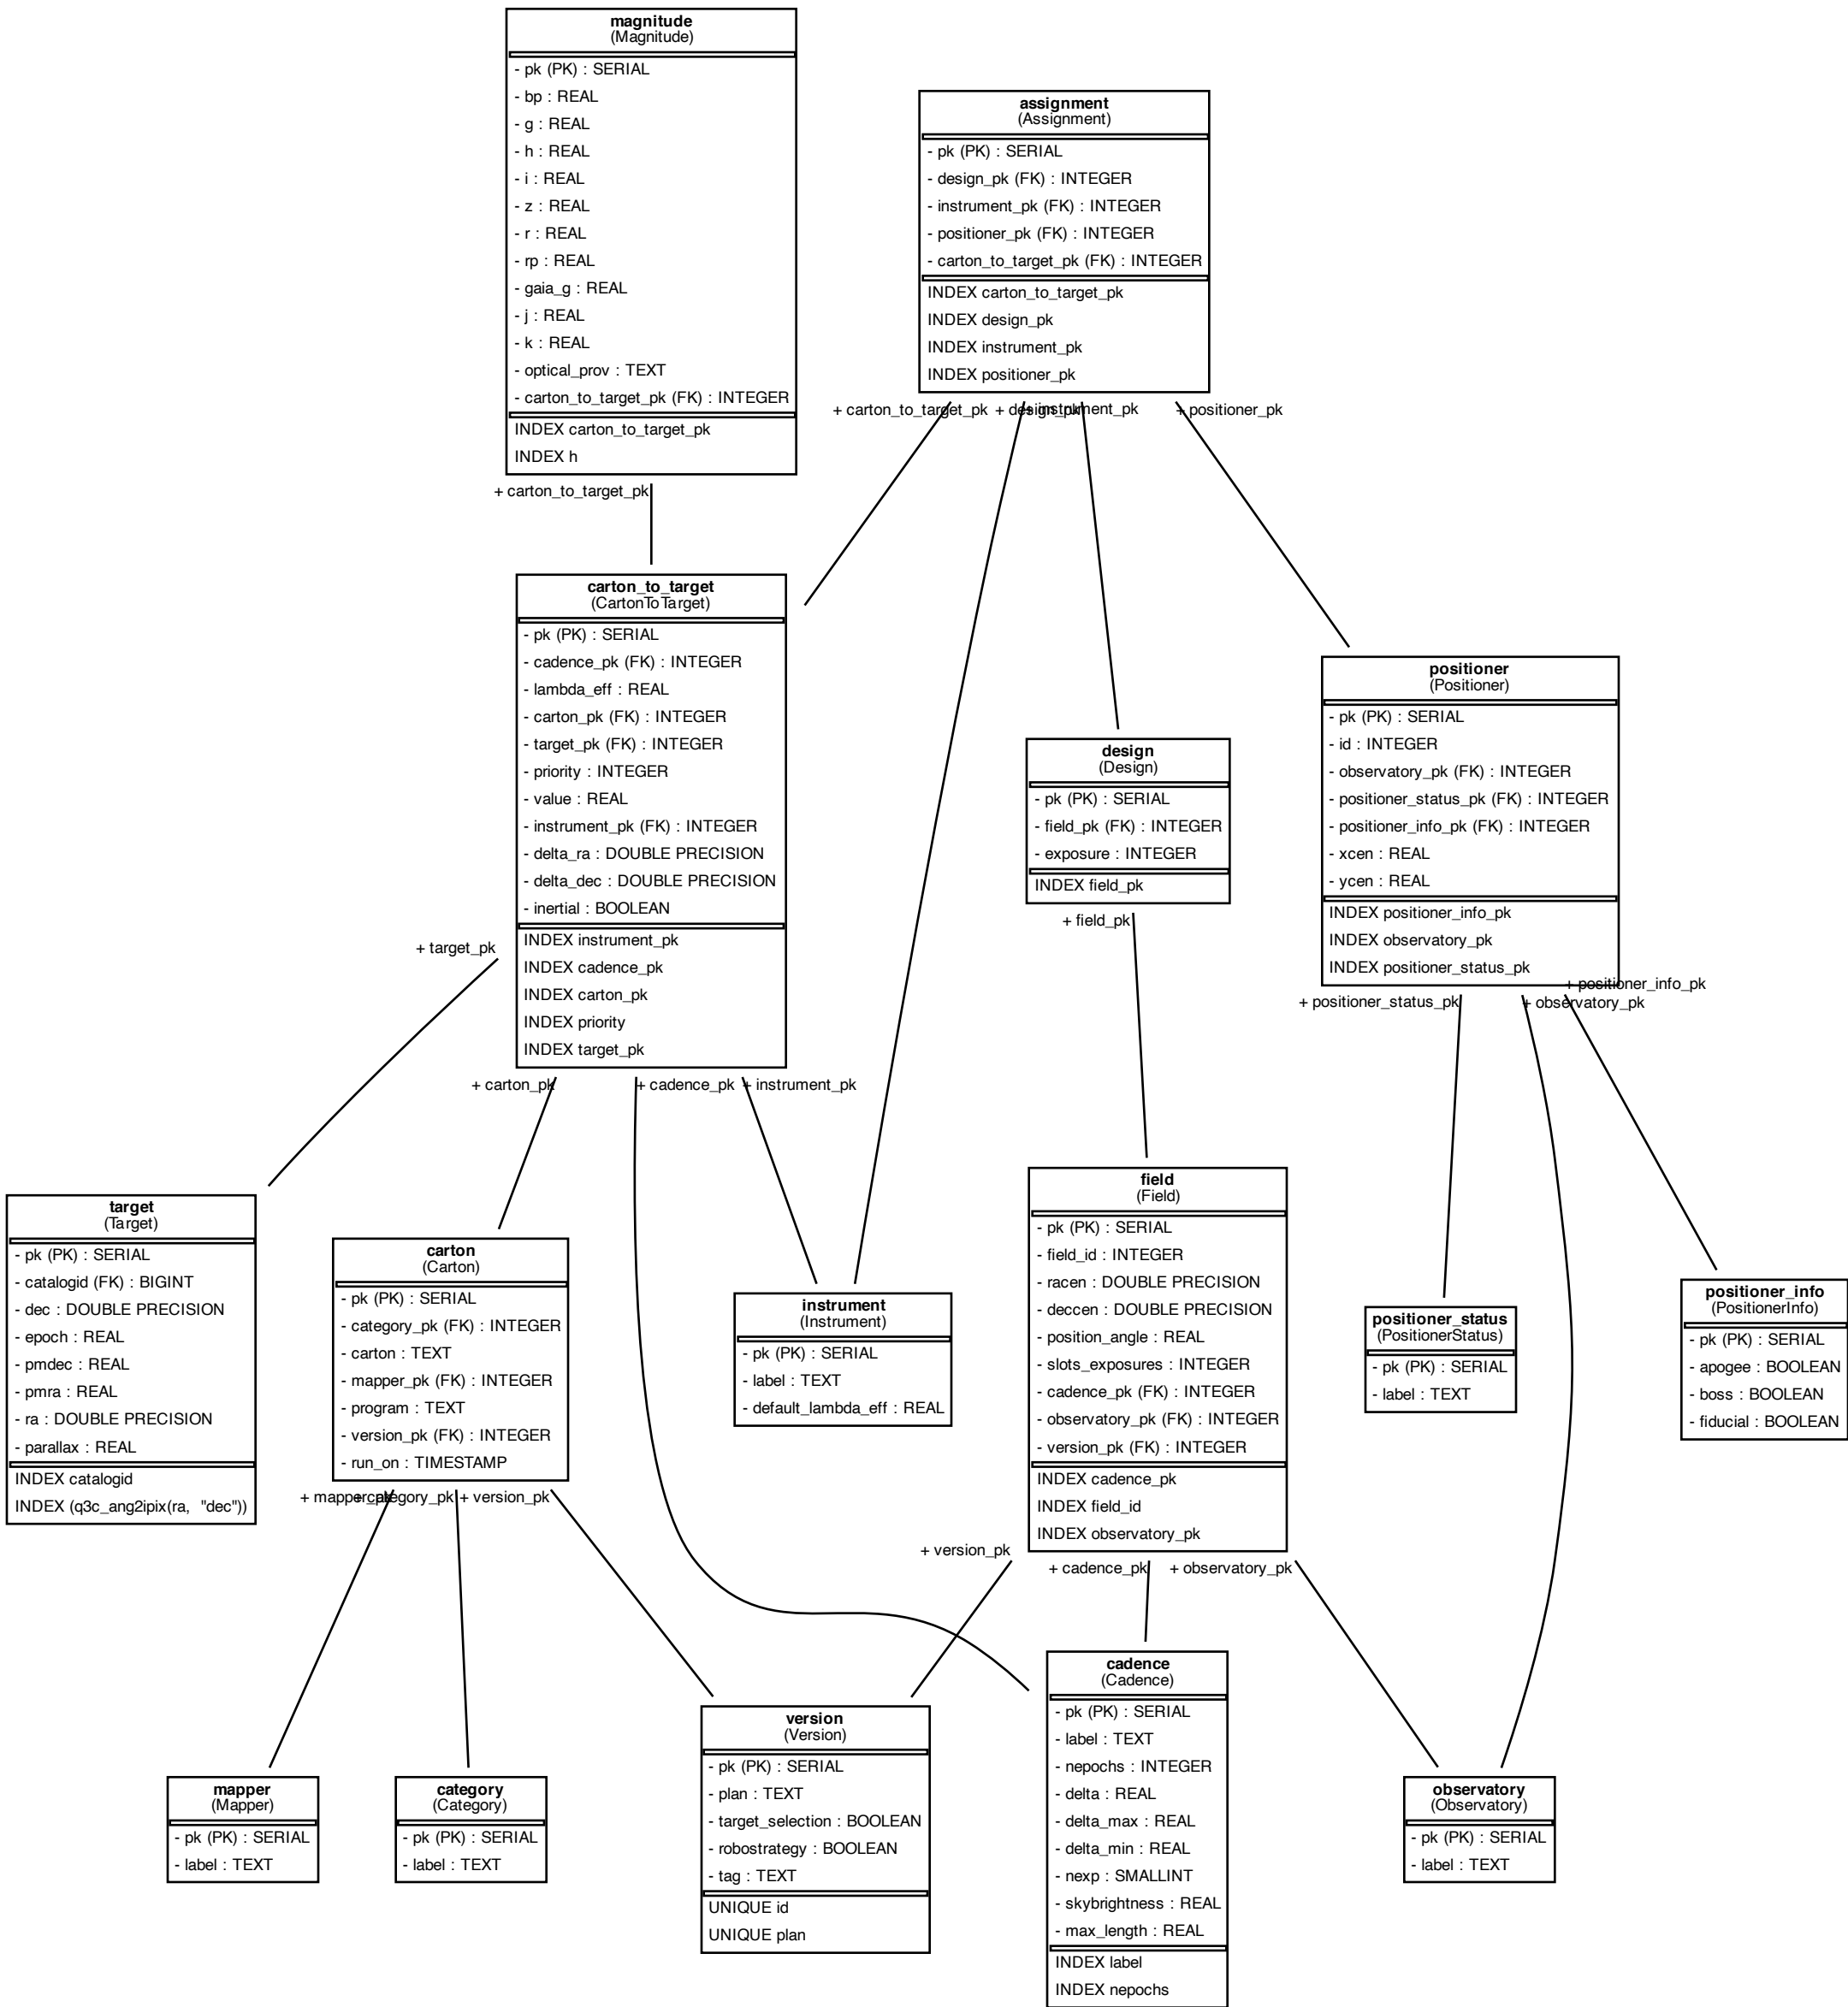 magnitude
(Magnitude)
- pk (PK) : SERIAL
- bp : REAL
- g : REAL
- h : REAL
- i : REAL
- z : REAL
- r : REAL
- rp : REAL
- gaia_g : REAL
- j : REAL
- k : REAL
- optical_prov : TEXT
- carton_to_target_pk (FK) : INTEGER
INDEX carton_to_target_pk
INDEX h
+ carton_to_target_pk
assignment
(Assignment)
- pk (PK) : SERIAL
- design_pk (FK) : INTEGER
- instrument_pk (FK) : INTEGER
- positioner_pk (FK) : INTEGER
- carton_to_target_pk (FK) : INTEGER
INDEX carton_to_target_pk
INDEX design_pk
INDEX instrument_pk
INDEX positioner_pk
+ carton_to_target_pk
+ design_pk
+ instrument_pk
+ positioner_pk
carton_to_target
(CartonToTarget)
- pk (PK) : SERIAL
- cadence_pk (FK) : INTEGER
- lambda_eff : REAL
- carton_pk (FK) : INTEGER
- target_pk (FK) : INTEGER
- priority : INTEGER
- value : REAL
- instrument_pk (FK) : INTEGER
- delta_ra : DOUBLE PRECISION
- delta_dec : DOUBLE PRECISION
- inertial : BOOLEAN
INDEX instrument_pk
INDEX cadence_pk
INDEX carton_pk
INDEX priority
INDEX target_pk
+ target_pk
+ carton_pk
+ cadence_pk
+ instrument_pk
design
(Design)
- pk (PK) : SERIAL
- field_pk (FK) : INTEGER
- exposure : INTEGER
INDEX field_pk
+ field_pk
positioner
(Positioner)
- pk (PK) : SERIAL
- id : INTEGER
- observatory_pk (FK) : INTEGER
- positioner_status_pk (FK) : INTEGER
- positioner_info_pk (FK) : INTEGER
- xcen : REAL
- ycen : REAL
INDEX positioner_info_pk
INDEX observatory_pk
INDEX positioner_status_pk
+ positioner_info_pk
+ positioner_status_pk
+ observatory_pk
target
(Target)
- pk (PK) : SERIAL
- catalogid (FK) : BIGINT
- dec : DOUBLE PRECISION
- epoch : REAL
- pmdec : REAL
- pmra : REAL
- ra : DOUBLE PRECISION
- parallax : REAL
INDEX catalogid
INDEX (q3c_ang2ipix(ra, "dec"))
carton
(Carton)
- pk (PK) : SERIAL
- category_pk (FK) : INTEGER
- carton : TEXT
- mapper_pk (FK) : INTEGER
- program : TEXT
- version_pk (FK) : INTEGER
- run_on : TIMESTAMP
+ mapper_pk
+ category_pk
+ version_pk
instrument
(Instrument)
- pk (PK) : SERIAL
- label : TEXT
- default_lambda_eff : REAL
field
(Field)
- pk (PK) : SERIAL
- field_id : INTEGER
- racen : DOUBLE PRECISION
- deccen : DOUBLE PRECISION
- position_angle : REAL
- slots_exposures : INTEGER
- cadence_pk (FK) : INTEGER
- observatory_pk (FK) : INTEGER
- version_pk (FK) : INTEGER
INDEX cadence_pk
INDEX field_id
INDEX observatory_pk
+ version_pk
+ cadence_pk
+ observatory_pk
positioner_status
(PositionerStatus)
- pk (PK) : SERIAL
- label : TEXT
positioner_info
(PositionerInfo)
- pk (PK) : SERIAL
- apogee : BOOLEAN
- boss : BOOLEAN
- fiducial : BOOLEAN
mapper
(Mapper)
- pk (PK) : SERIAL
- label : TEXT
category
(Category)
- pk (PK) : SERIAL
- label : TEXT
version
(Version)
- pk (PK) : SERIAL
- plan : TEXT
- target_selection : BOOLEAN
- robostrategy : BOOLEAN
- tag : TEXT
UNIQUE id
UNIQUE plan
cadence
(Cadence)
- pk (PK) : SERIAL
- label : TEXT
- nepochs : INTEGER
- delta : REAL
- delta_max : REAL
- delta_min : REAL
- nexp : SMALLINT
- skybrightness : REAL
- max_length : REAL
INDEX label
INDEX nepochs
observatory
(Observatory)
- pk (PK) : SERIAL
- label : TEXT